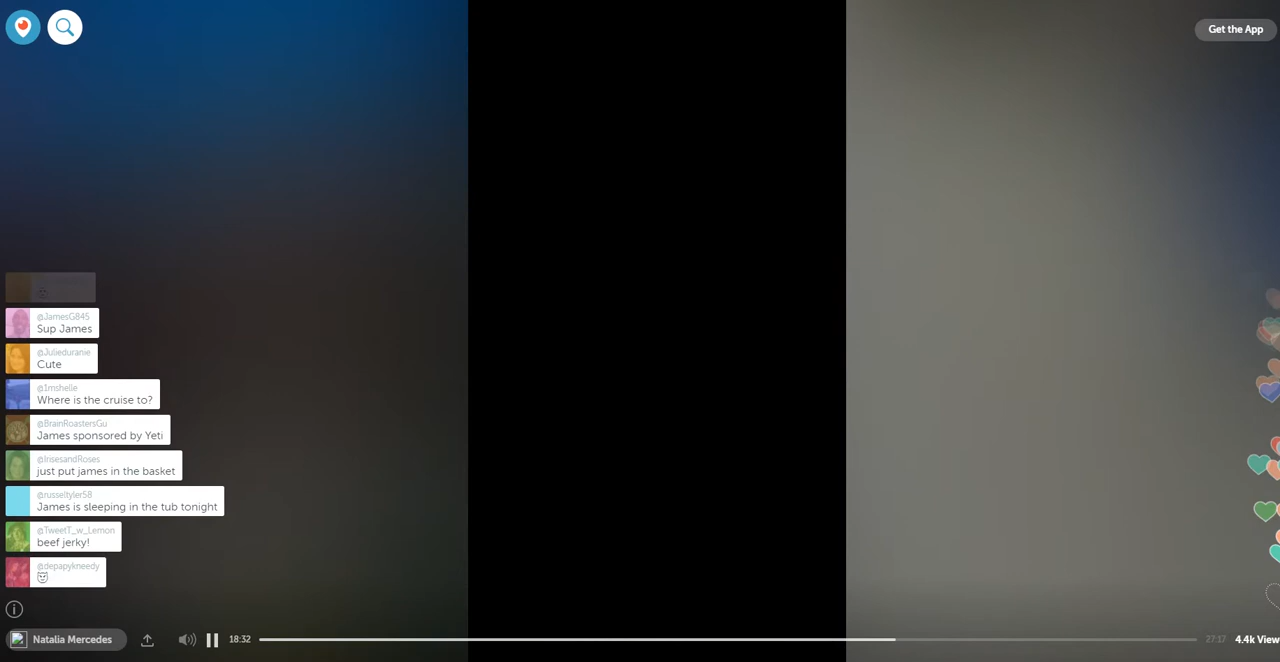 Get the App
@JamesG845
Sup James
@Julieduranie
Cute
@1mshelle
Where is the cruise to?
@BrainRoastersGu
James sponsored by Yeti
@IrisesandRoses
just put james in the basket
@russeltyler58
James is sleeping in the tub tonight
@TweetT_w_Lemon
beef jerky!
@depapykneedy
Natalia Mercedes
18:32
27:17
4.4k View